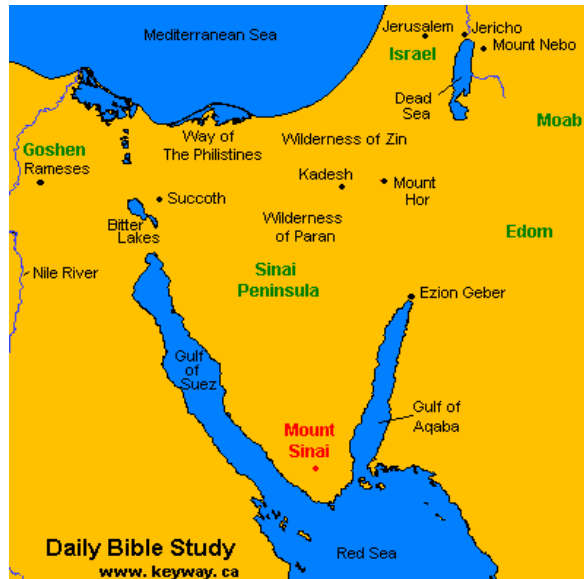 Mediterranean Sea
Jerusalem
Jericho
Mount Nebo
Israel
Dead
Sea
Moab
Way of
The Philistines
Wilderness of Zin
Goshen
Rameses
Kadesh
Mount
Hor
Succoth
Bitter
Lakes
Wilderness
of Paran
Edom
Nile River
Sinai
Peninsula
Ezion Geber
Gulf
of
Suez
Gulf of
Aqaba
Mount
Sinai
Red Sea
Daily Bible Study
www.keyway.ca